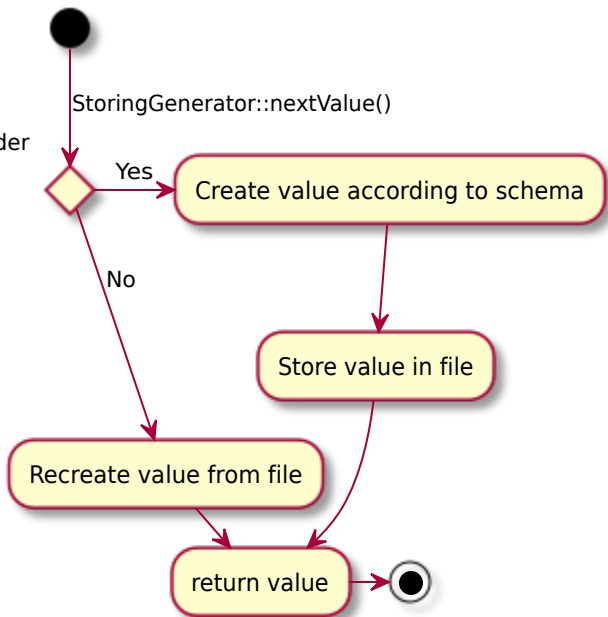 StoringGenerator::nextValue()
der
Yes
Create value according to schema
No
Store value in file
Recreate value from file
return value